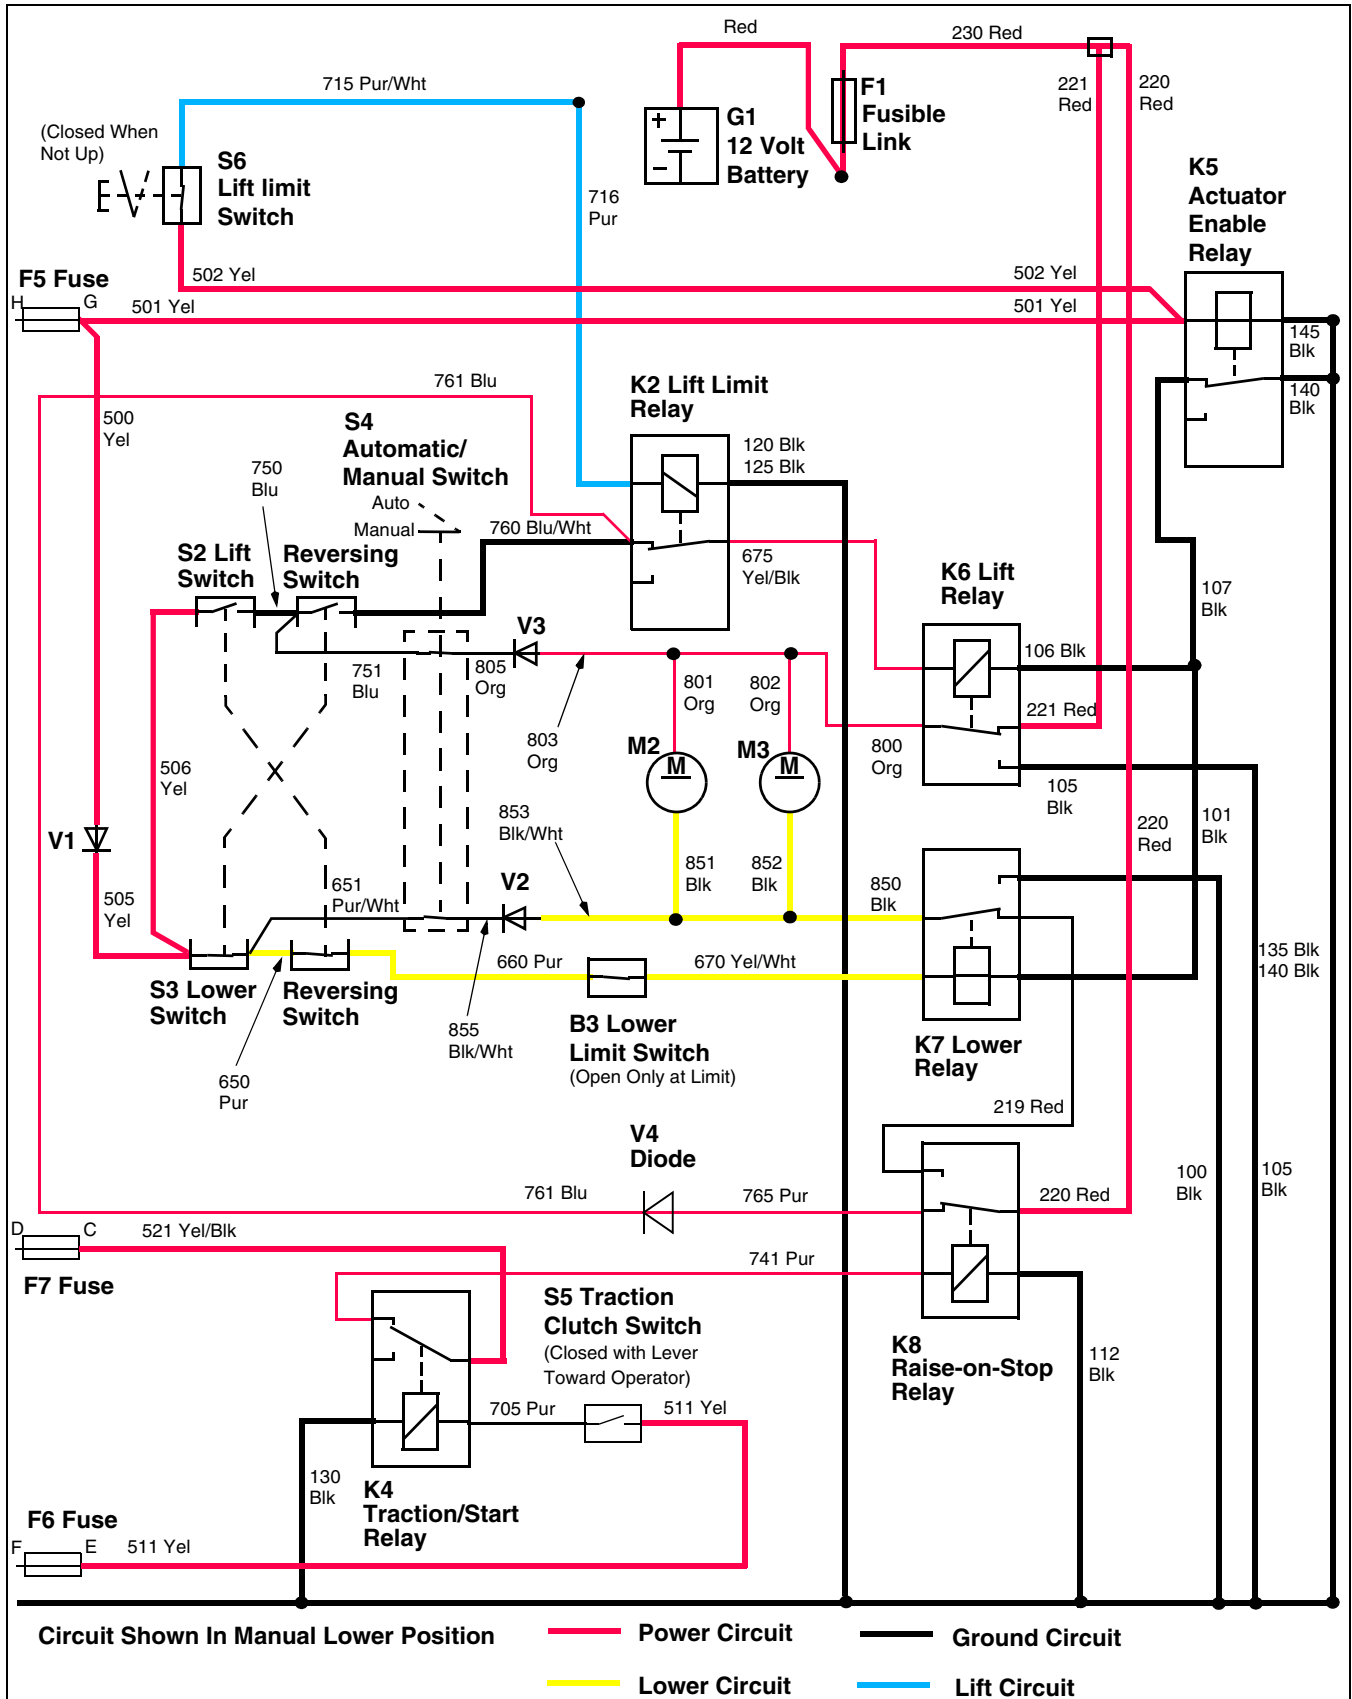 Red
230 Red
715 Pur/Wht
221
Red
220
Red
F1
Fusible
Link
(Closed When
Not Up)
S6
Lift limit
Switch
+
−
G1
12 Volt
Battery
K5
Actuator
Enable
Relay
716
Pur
502 Yel
502 Yel
F5 Fuse
H
G
501 Yel
501 Yel
145
Blk
140
Blk
761 Blu
K2 Lift Limit
Relay
500
Yel
S4
Automatic/
Manual Switch
Auto
Manual
120 Blk
125 Blk
750
Blu
760 Blu/Wht
675
Yel/Blk
S2 Lift
Switch
Reversing
Switch
K6 Lift
Relay
107
Blk
V3
106 Blk
751
Blu
805
Org
801
Org
802
Org
221 Red
803
Org
M2
M
M3
M
800
Org
506
Yel
105
Blk
853
Blk/Wht
220
Red
101
Blk
V1
851
Blk
852
Blk
850
Blk
651
Pur/Wht
V2
505
Yel
660 Pur
670 Yel/Wht
135 Blk
140 Blk
S3 Lower
Switch
Reversing
Switch
855
Blk/Wht
B3 Lower
Limit Switch
(Open Only at Limit)
K7 Lower
Relay
650
Pur
219 Red
V4
Diode
761 Blu
765 Pur
220 Red
100
Blk
105
Blk
D
C
521 Yel/Blk
F7 Fuse
741 Pur
S5 Traction
Clutch Switch
(Closed with Lever
Toward Operator)
K8
Raise-on-Stop
Relay
112
Blk
705 Pur
511 Yel
130
Blk
K4
Traction/Start
Relay
F6 Fuse
F
E
511 Yel
Circuit Shown In Manual Lower Position
Power Circuit
Ground Circuit
Lower Circuit
Lift Circuit